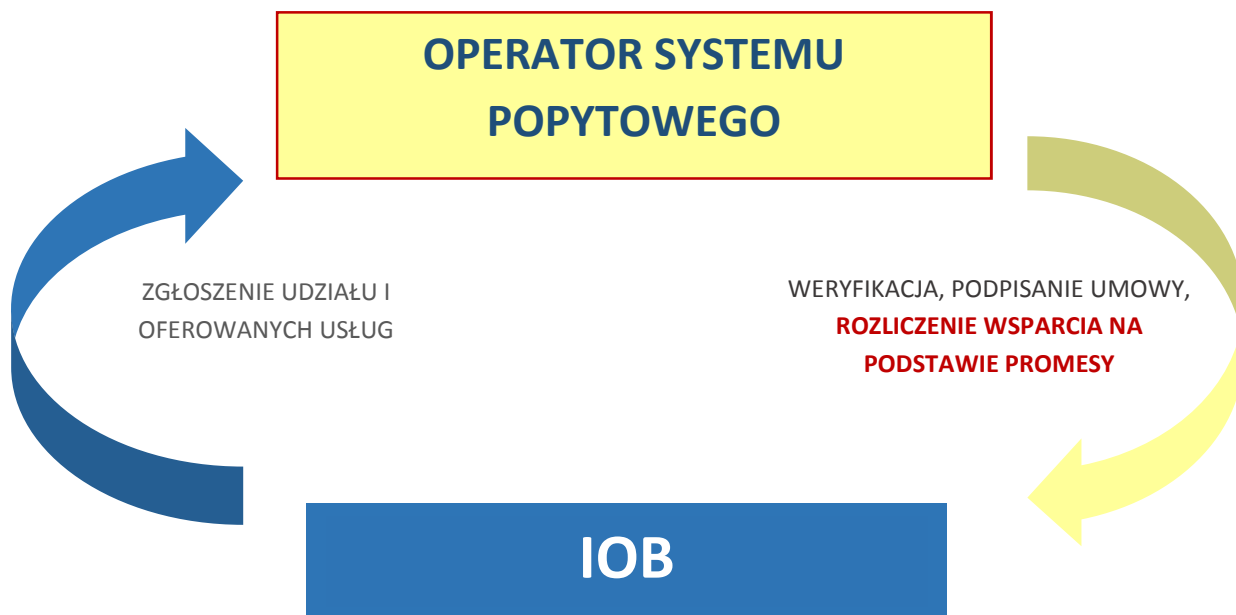 OPERATOR SYSTEMU
POPYTOWEGO
ZGŁOSZENIE UDZIAŁU I
OFEROWANYCH USŁUG
WERYFIKACJA, PODPISANIE UMOWY,
ROZLICZENIE WSPARCIA NA
PODSTAWIE PROMESY
IOB